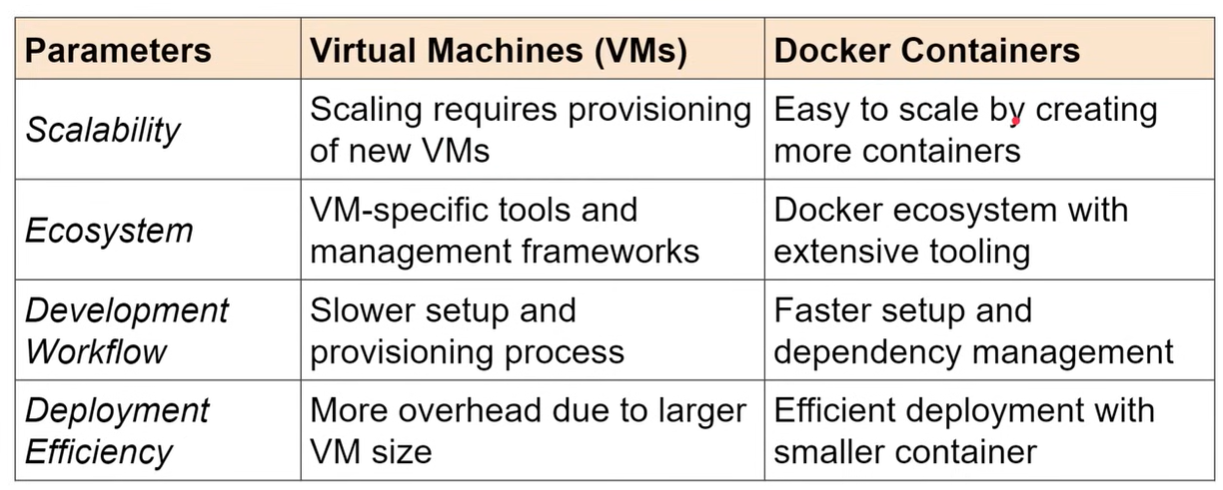 Parameters
Virtual Machines (VMs)
Docker Containers
Scalability
Scaling requires provisioning
of new VMs
Easy to scale by creating
more containers
Ecosystem
VM-specific tools and
management frameworks
Docker ecosystem with
extensive tooling
Development
Workflow
Slower setup and
provisioning process
Faster setup and
dependency management
Deployment
Efficiency
More overhead due to larger
VM size
Efficient deployment with
smaller container